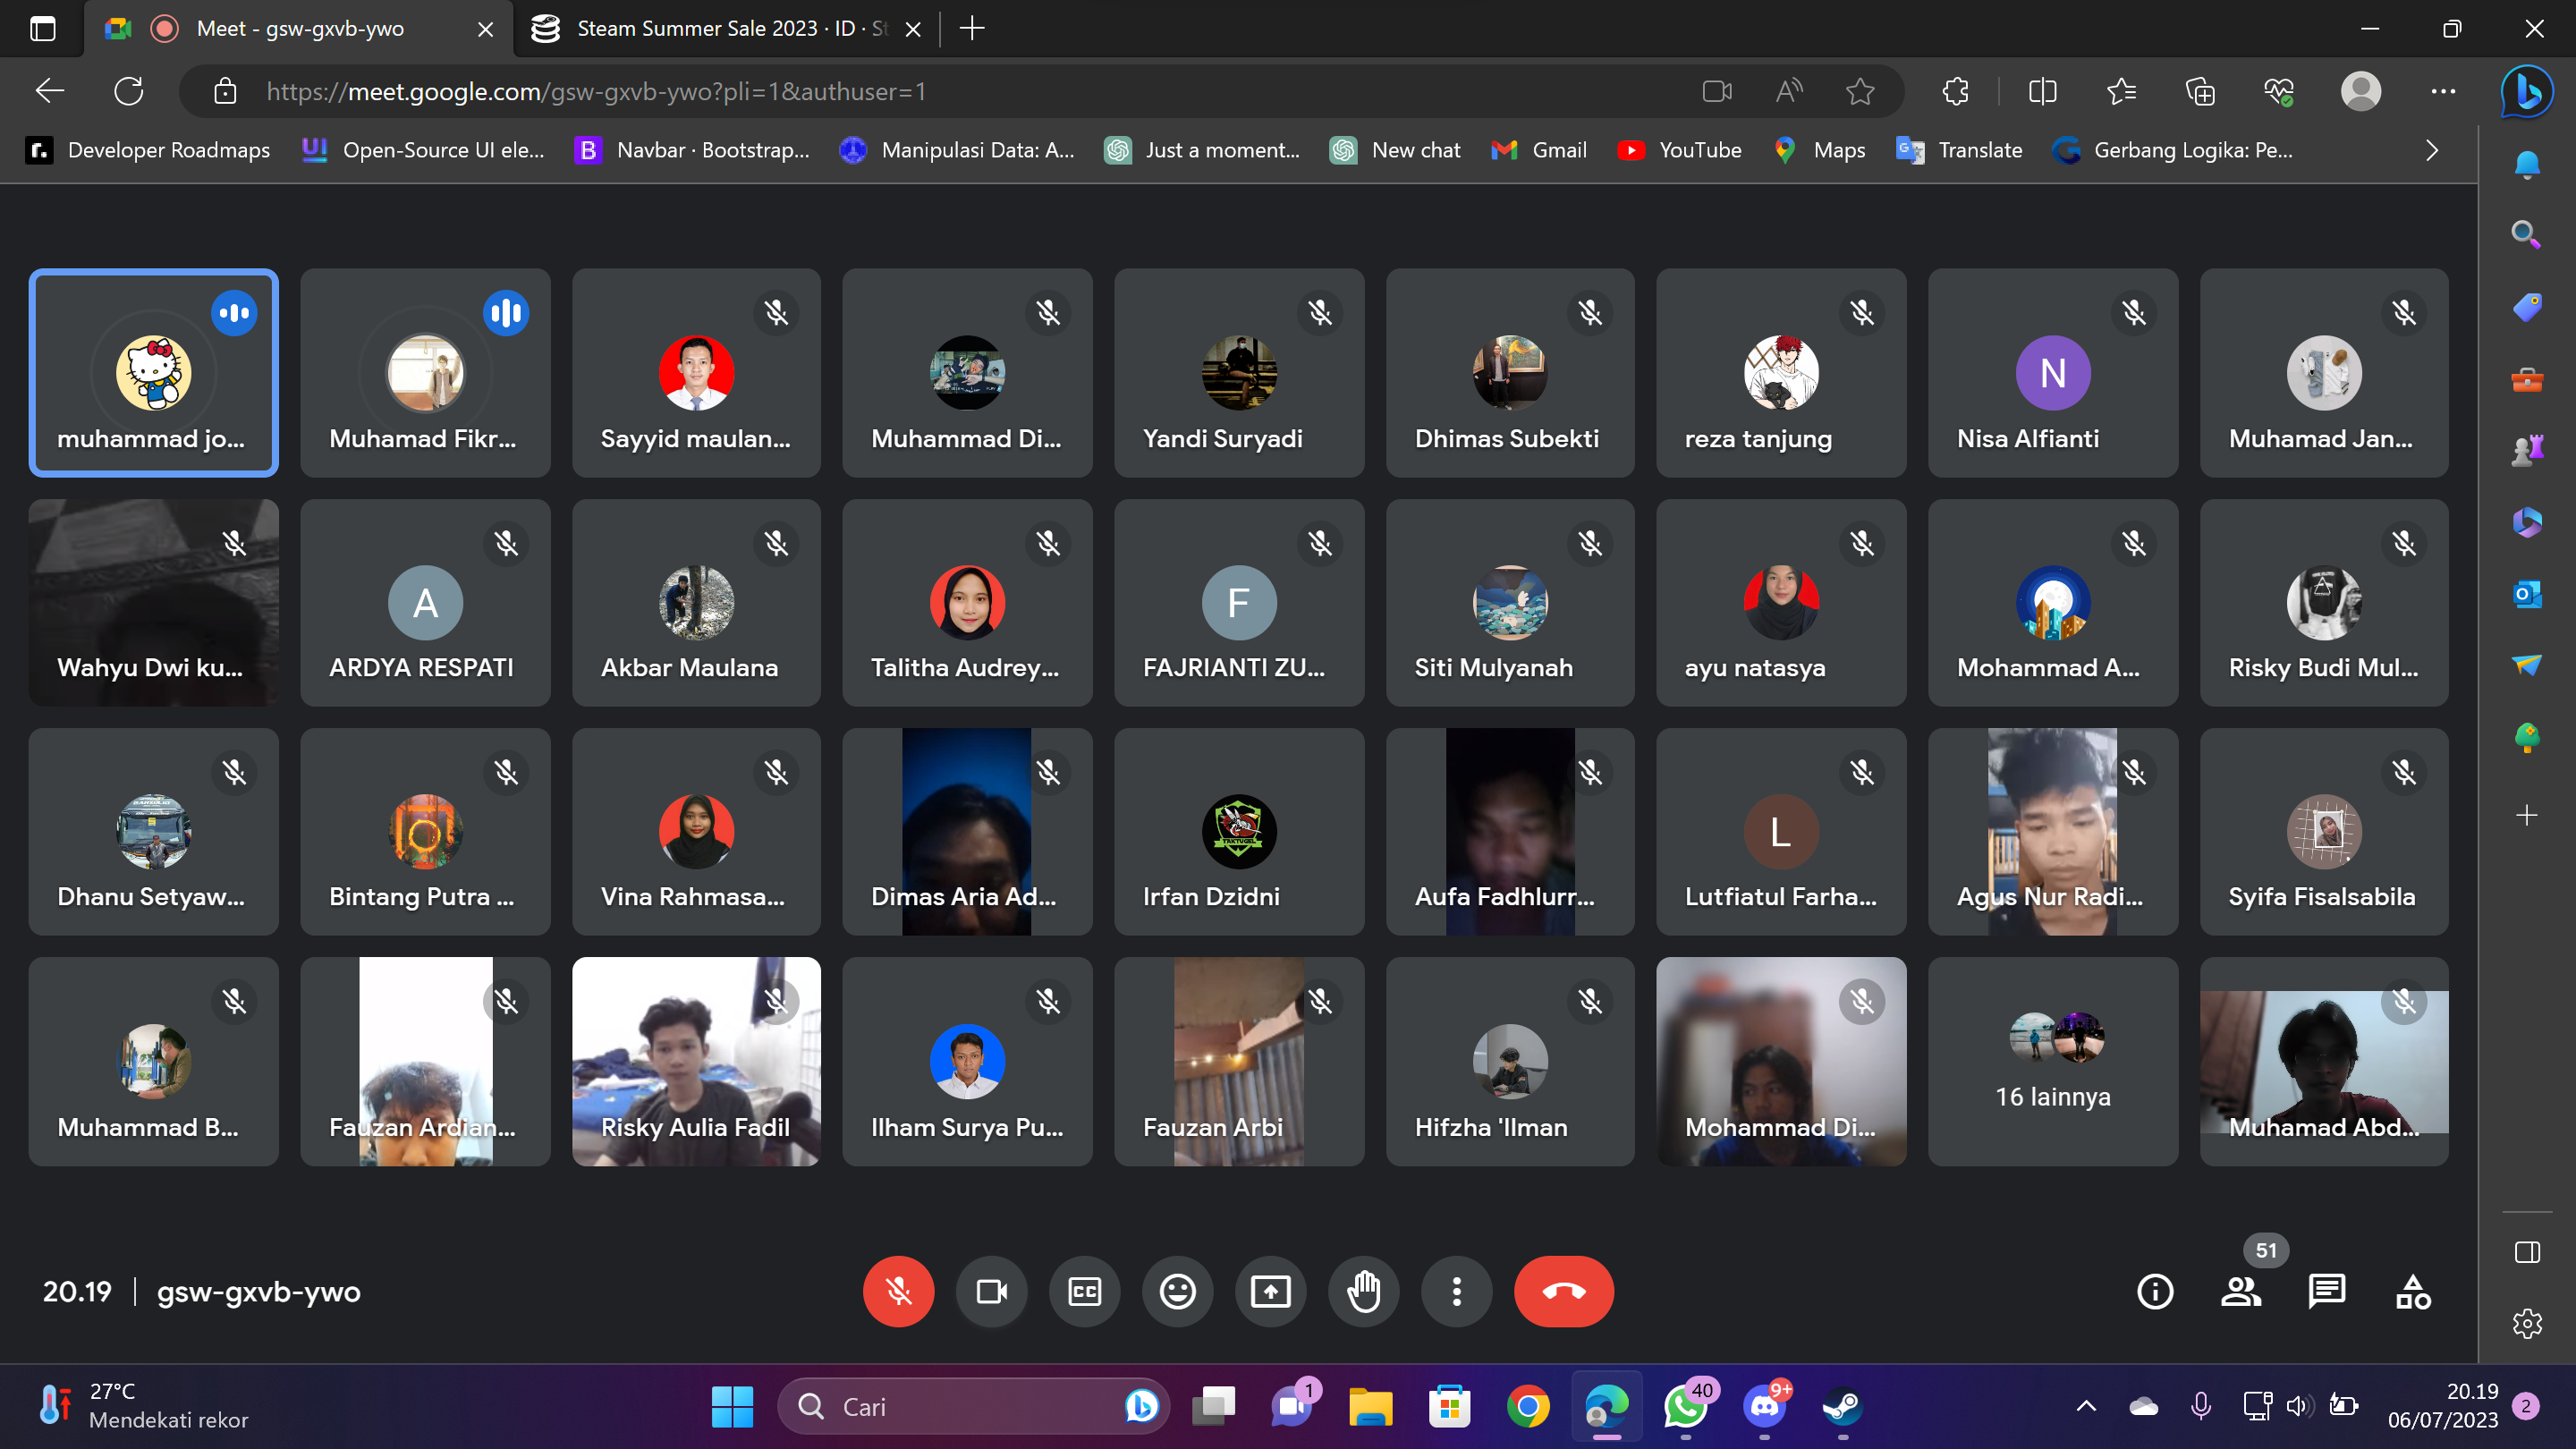 Meet - gsw-gxvb-ywo
Steam Summer Sale 2023 · ID · St
https://meet.google.com/gsw-gxvb-ywo?pli=1&authuser=1
Developer Roadmaps
Open-Source UI ele...
Navbar · Bootstrap...
Manipulasi Data: A...
Just a moment...
New chat
Gmail
YouTube
Maps
Translate
Gerbang Logika: Pe...
muhammad jo...
Muhamad Fikr...
Sayyid maulan...
Muhammad Di...
Yandi Suryadi
Dhimas Subekti
reza tanjung
N
Nisa Alfianti
Muhamad Jan...
Wahyu Dwi ku...
A
ARDYA RESPATI
Akbar Maulana
Talitha Audrey...
F
FAJRIANTI ZU...
Siti Mulyanah
ayu natasya
Mohammad A...
Risky Budi Mul...
Dhanu Setyaw...
Bintang Putra ...
Vina Rahmasa...
Dimas Aria Ad...
Irfan Dzidni
Aufa Fadhlurr...
L
Lutfiatul Farha...
Agus Nur Radi...
Syifa Fisalsabila
Muhammad B...
Fauzan Ardian...
Risky Aulia Fadil
Ilham Surya Pu...
Fauzan Arbi
Hifzha 'Ilman
Mohammad Di...
16 lainnya
Muhamad Abd...
20.19
gsw-gxvb-ywo
CC
51
27°C
Mendekati rekor
Cari
1
40
9+
20.19
06/07/2023
2